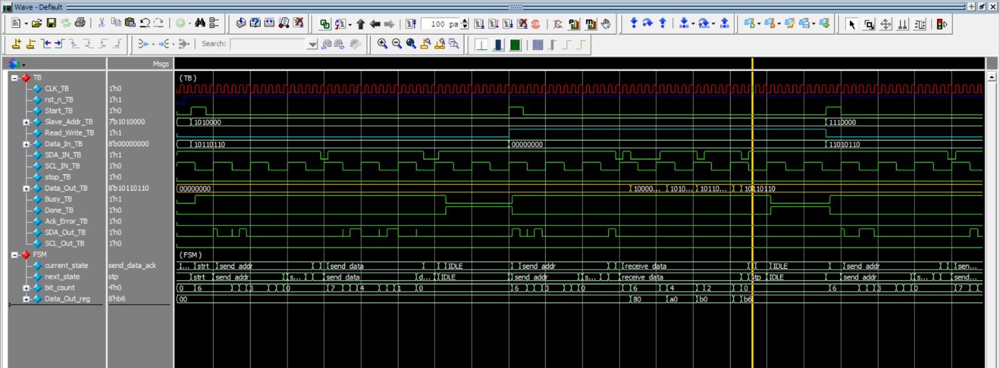 Wave - Default
100 ps
Search:
Msgs
TB (TB)
CLK_TB 1'h0
rst_n_TB 1'h1
Start_TB 1'h0
Slave_Addr_TB 7'b1010000 1010000 1110000
Read_Write_TB 1'h1
Data_In_TB 8'b00000000 10110110 00000000 11010110
SDA_IN_TB 1'h1
SCL_IN_TB 1'h0
stop_TB 1'h0
Data_Out_TB 8'b10110110 00000000 10000... 1010... 10110... 10110110
Busy_TB 1'h1
Done_TB 1'h0
Ack_Error_TB 1'h0
SDA_Out_TB 1'h0
SCL_Out_TB 1'h0
FSM (FSM)
current_state send_data_ack I... strt send_addr send_data IDLE send_addr receive_data IDLE send_addr sen...
next_state stp strt send_addr s... send_data d... IDLE send_addr s... receive_data stp IDLE send_addr s... send...
bit_count 4'h0 0 6 3 0 7 4 1 0 6 3 0 6 4 2 0 6 3 0 7
Data_Out_reg 8'hb6 00 80 a0 b0 b6